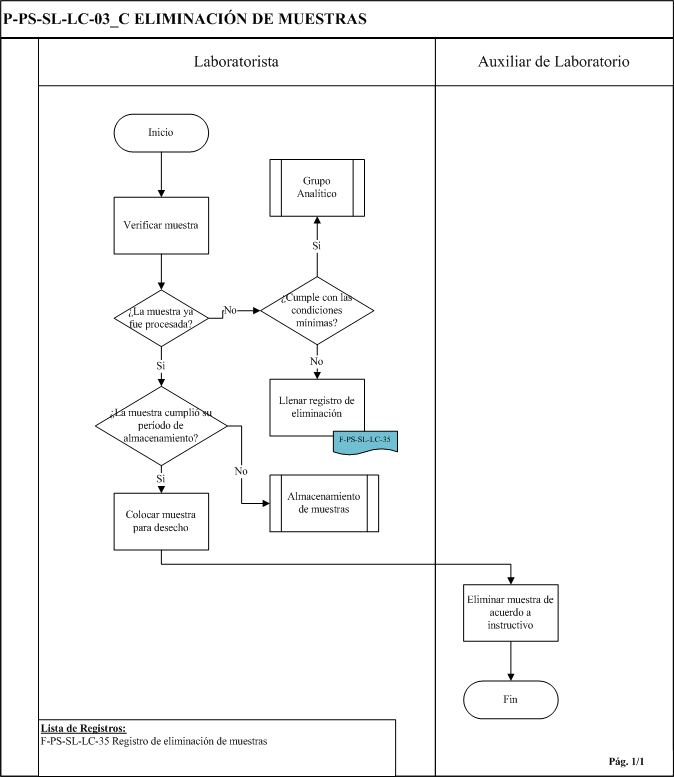 P-PS-SL-LC-03_C ELIMINACIÓN DE MUESTRAS
Laboratorista
Auxiliar de Laboratorio
Inicio
Verificar muestra
¿La muestra ya
fue procesada?
No
¿Cumple con las
condiciones
mínimas?
Si
Grupo
Analítico
No
Llenar registro de
eliminación
F-PS-SL-LC-35
Si
¿La muestra cumplió su
período de
almacenamiento?
No
Almacenamiento
de muestras
Si
Colocar muestra
para desecho
Eliminar muestra de
acuerdo a
instructivo
Fin
Lista de Registros:
F-PS-SL-LC-35 Registro de eliminación de muestras
Pág. 1/1